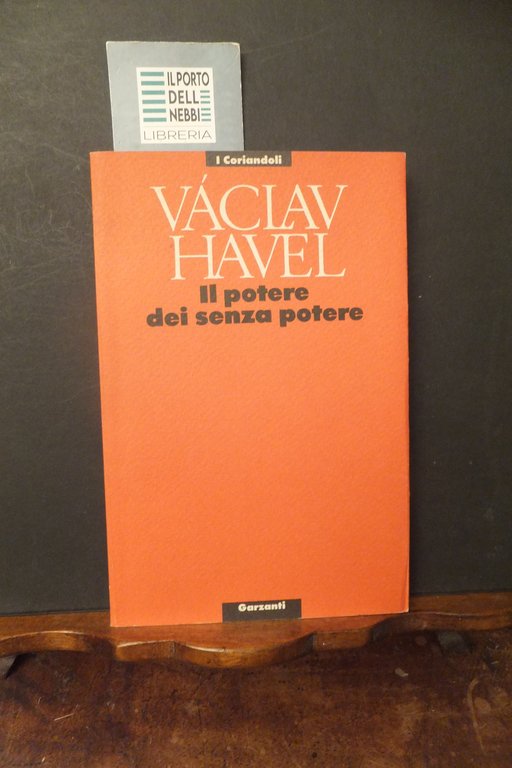 IL PORTO
DELL
NEBBI
LIBRERIA
I Coriandoli
VÁCLAV
HAVEL
Il potere
dei senza potere
Garzanti